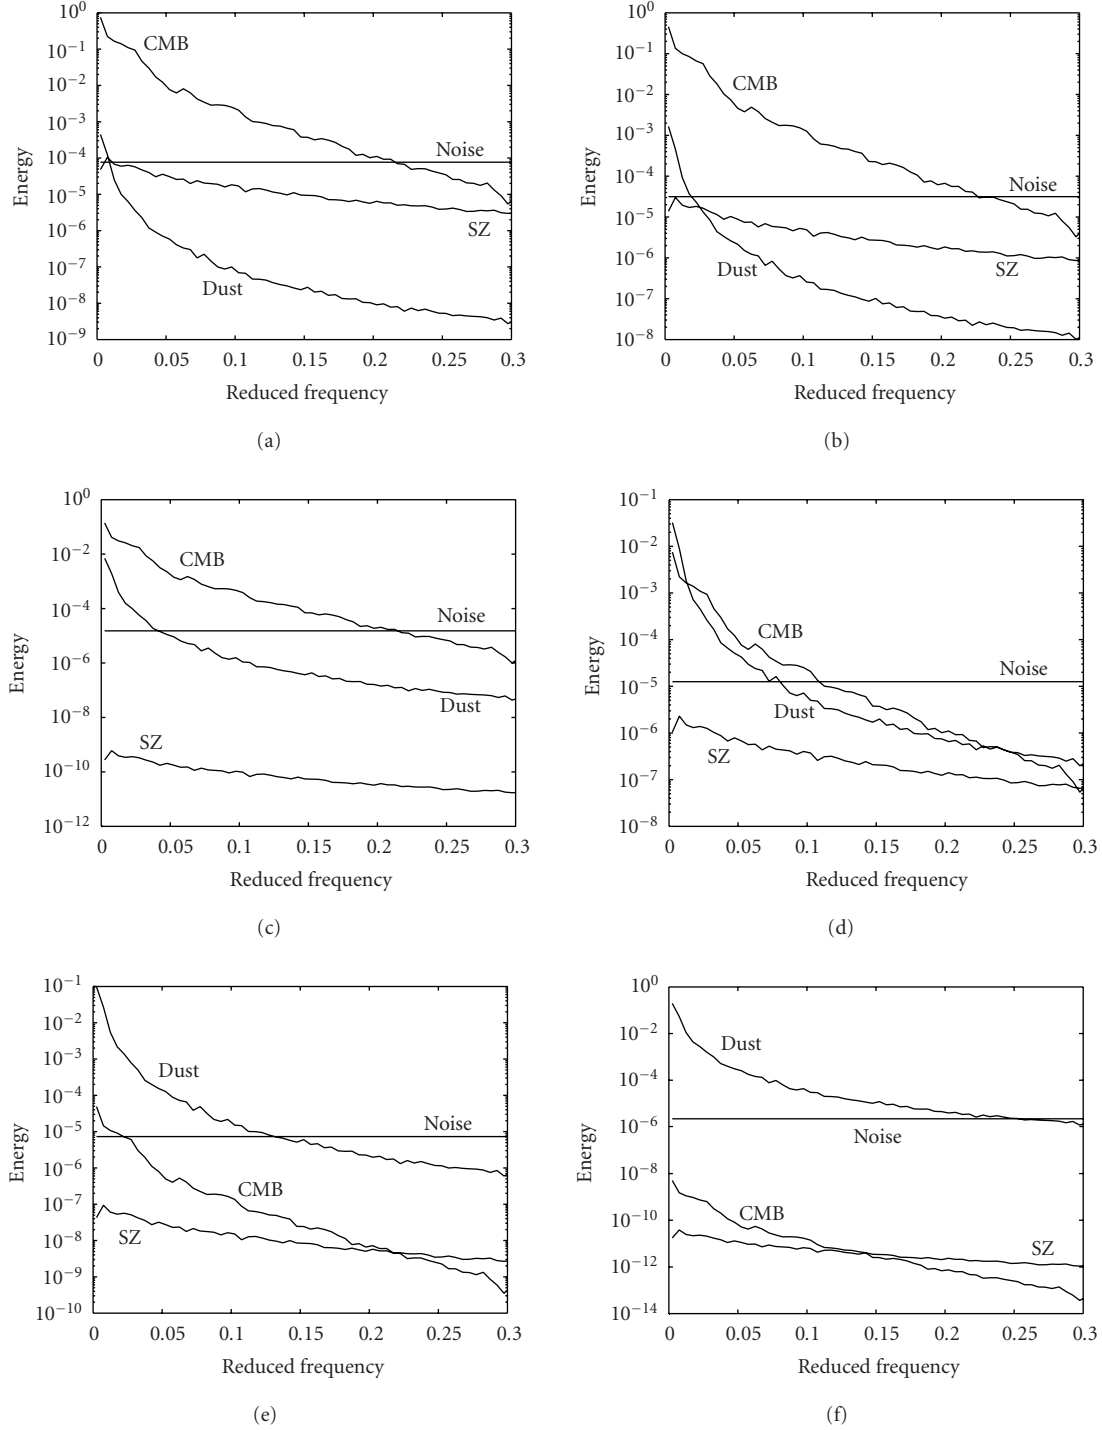 10^0
10^−1
10^−2
10^−3
10^−4
10^−5
10^−6
10^−7
10^−8
10^−9
Energy
CMB
Noise
SZ
Dust
0 0.05 0.1 0.15 0.2 0.25 0.3
Reduced frequency
(a)
10^0
10^−1
10^−2
10^−3
10^−4
10^−5
10^−6
10^−7
10^−8
Energy
CMB
Noise
SZ
Dust
0 0.05 0.1 0.15 0.2 0.25 0.3
Reduced frequency
(b)
10^0
10^−2
10^−4
10^−6
10^−8
10^−10
10^−12
Energy
CMB
Noise
Dust
SZ
0 0.05 0.1 0.15 0.2 0.25 0.3
Reduced frequency
(c)
10^−1
10^−2
10^−3
10^−4
10^−5
10^−6
10^−7
10^−8
Energy
CMB
Noise
Dust
SZ
0 0.05 0.1 0.15 0.2 0.25 0.3
Reduced frequency
(d)
10^−1
10^−2
10^−3
10^−4
10^−5
10^−6
10^−7
10^−8
10^−9
10^−10
Energy
Dust
Noise
CMB
SZ
0 0.05 0.1 0.15 0.2 0.25 0.3
Reduced frequency
(e)
10^0
10^−2
10^−4
10^−6
10^−8
10^−10
10^−12
10^−14
Energy
Dust
Noise
CMB
SZ
0 0.05 0.1 0.15 0.2 0.25 0.3
Reduced frequency
(f)